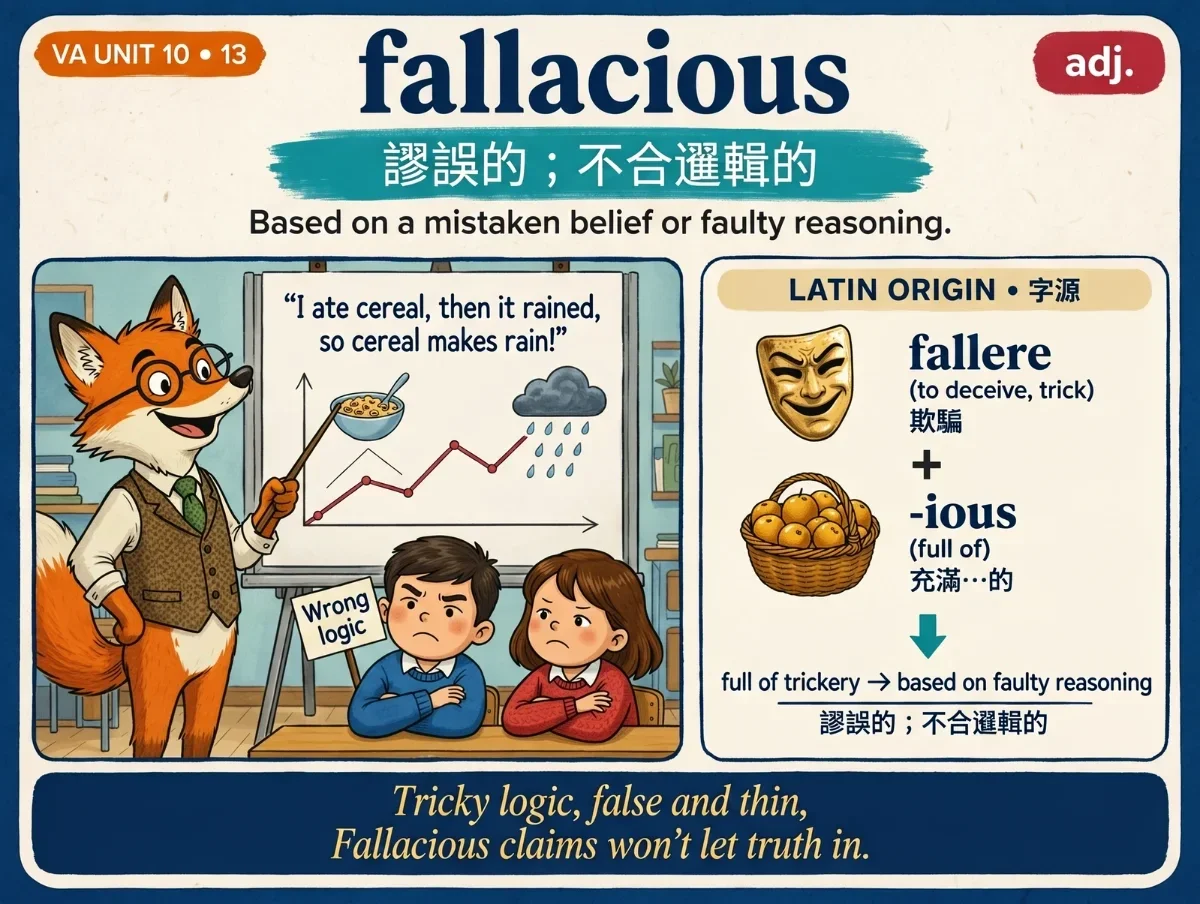 VA UNIT 10 • 13
fallacious
adj.
謬誤的；不合邏輯的
Based on a mistaken belief or faulty reasoning.
“I ate cereal, then it rained,
so cereal makes rain!”
Wrong
logic
LATIN ORIGIN • 字源
fallere
(to deceive, trick)
欺騙
+
-ious
(full of)
充滿⋯的
full of trickery → based on faulty reasoning
謬誤的；不合邏輯的
Tricky logic, false and thin,
Fallacious claims won’t let truth in.